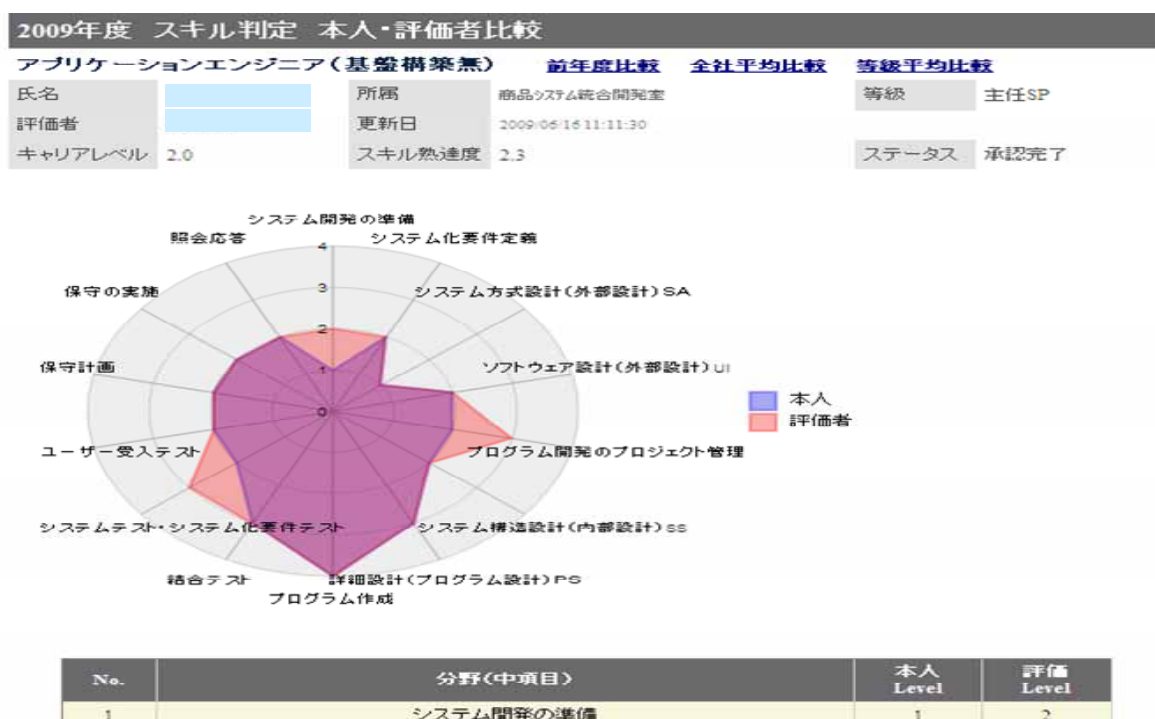 2009年度 スキル判定 本人・評価者比較
アプリケーションエンジニア(基盤構築無) 前年度比較 全社平均比較 等級平均比較
氏名 所属 商品システム統合開発室 等級 主任SP
評価者 更新日 2009/06/16 11:11:30
キャリアレベル 2.0 スキル熟達度 2.3 ステータス 承認完了
システム開発の準備
照会応答 4 システム化要件定義
保守の実施 3 システム方式設計(外部設計)SA
2
保守計画 1 ソフトウェア設計(外部設計)UI
本人
0
評価者
ユーザー受入テスト プログラム開発のプロジェクト管理
システムテスト・システム化要件テスト システム構造設計(内部設計)SS
結合テスト 詳細設計(プログラム設計)PS
プログラム作成
No. 分野(中項目) 本人 Level 評価 Level
1 システム開発の準備 1 2